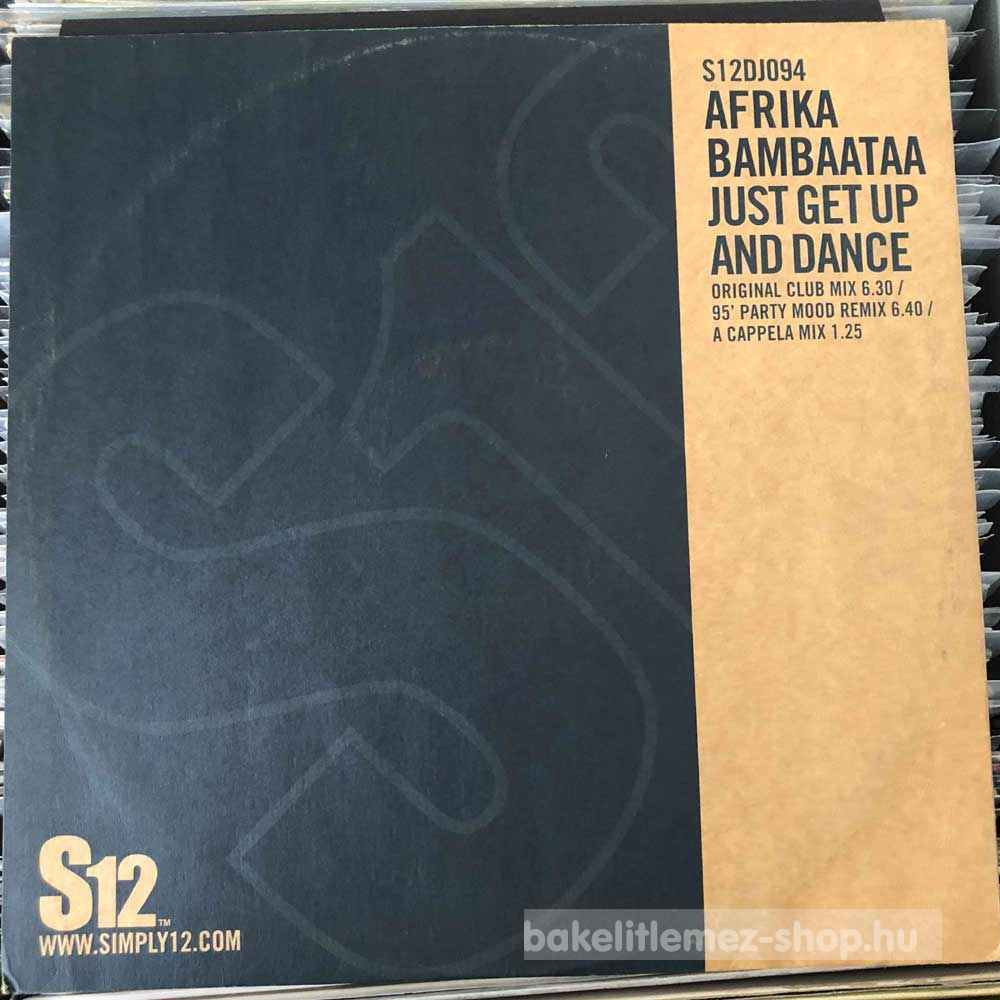 S12DJ094
AFRIKA
BAMBAATAA
JUST GET UP
AND DANCE
ORIGINAL CLUB MIX 6.30 /
95' PARTY MOOD REMIX 6.40 /
A CAPPELA MIX 1.25
S12™
WWW.SIMPLY12.COM
bakelitlemez-shop.hu